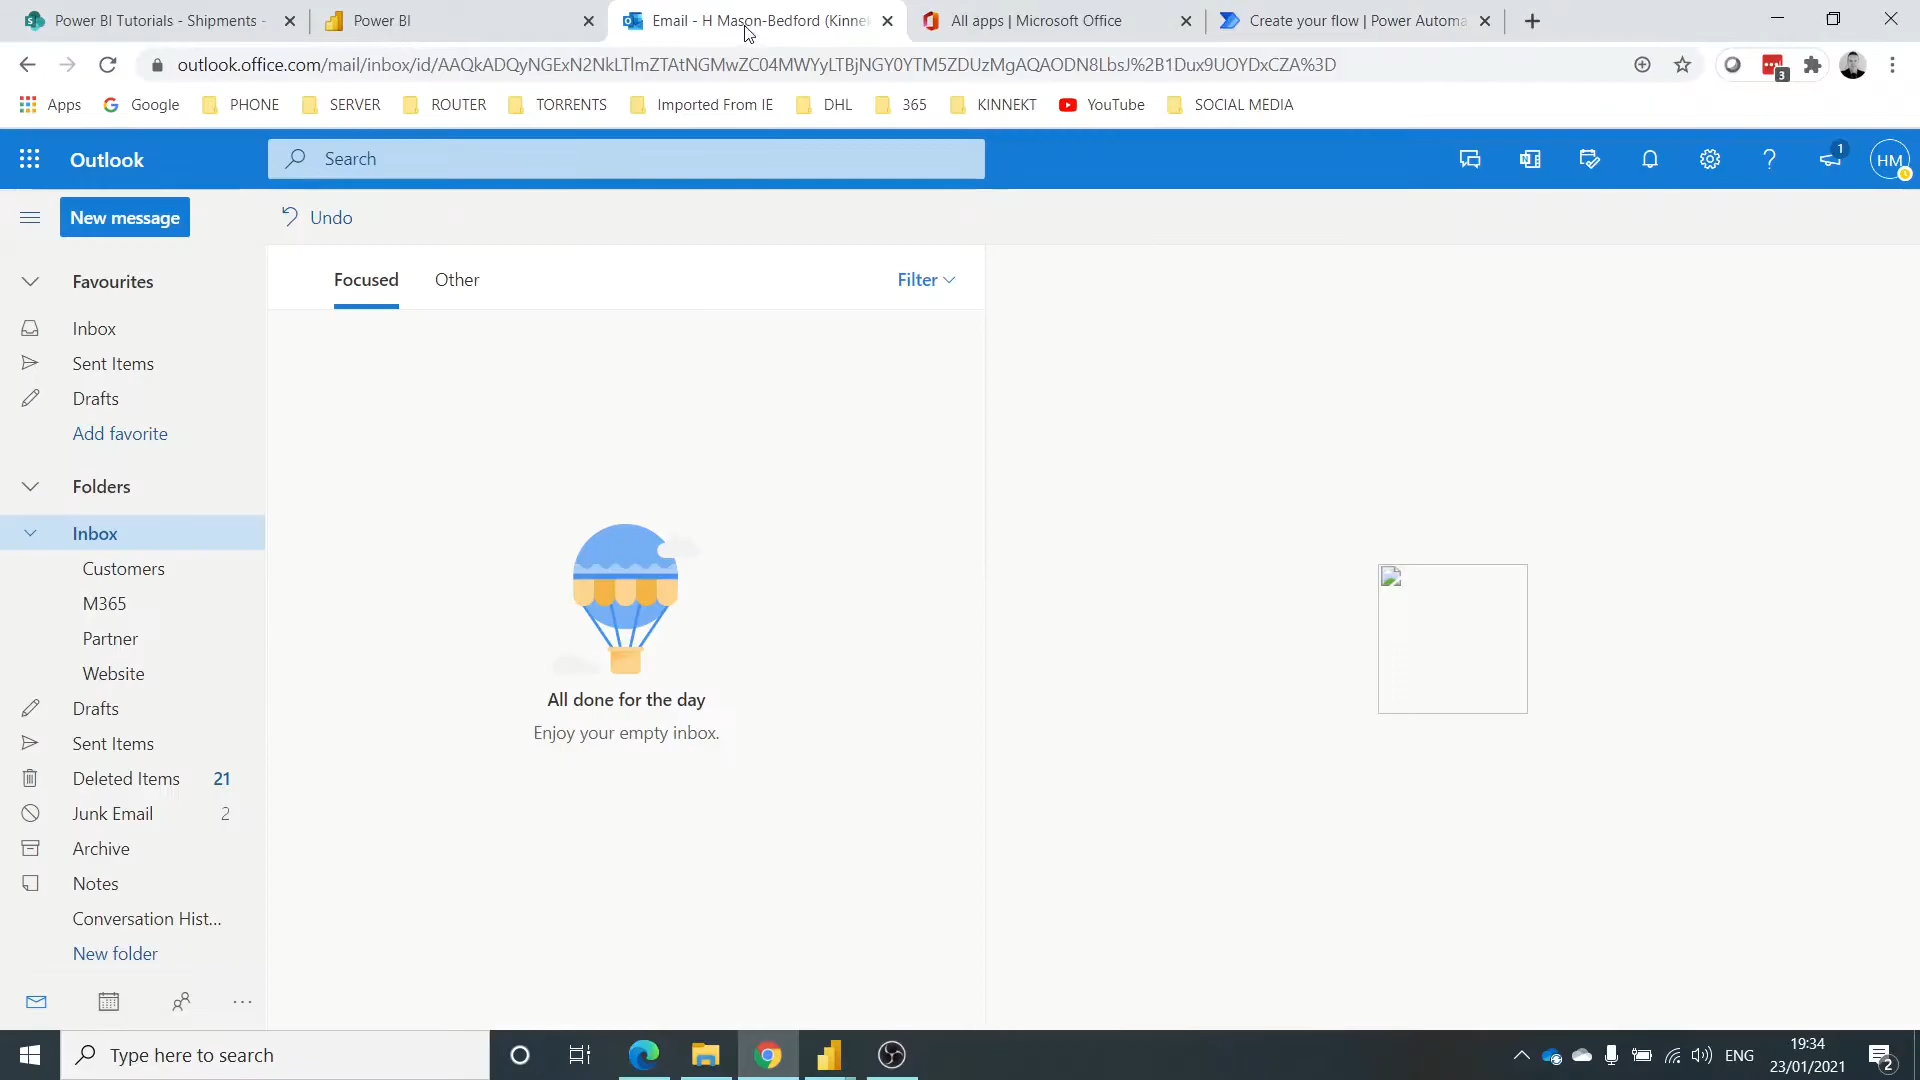 Power BI Tutorials - Shipments -
Power BI
Email - H Mason-Bedford (Kinnek
All apps | Microsoft Office
Create your flow | Power Automa
outlook.office.com/mail/inbox/id/AAQkADQyNGExN2NkLTlmZTAtNGMwZC04MWYyLTBjNGY0YTM5ZDUzMgAQAODN8LbsJ%2B1Dux9UOYDxCZA%3D
3
Apps
Google
PHONE
SERVER
ROUTER
TORRENTS
Imported From IE
DHL
365
KINNEKT
YouTube
SOCIAL MEDIA
Outlook
Search
1
HM
New message
Undo
Favourites
Inbox
Sent Items
Drafts
Add favorite
Folders
Inbox
Customers
M365
Partner
Website
Drafts
Sent Items
Deleted Items 21
Junk Email 2
Archive
Notes
Conversation Hist...
New folder
Focused
Other
Filter
All done for the day
Enjoy your empty inbox.
Type here to search
ENG
19:34
23/01/2021
2